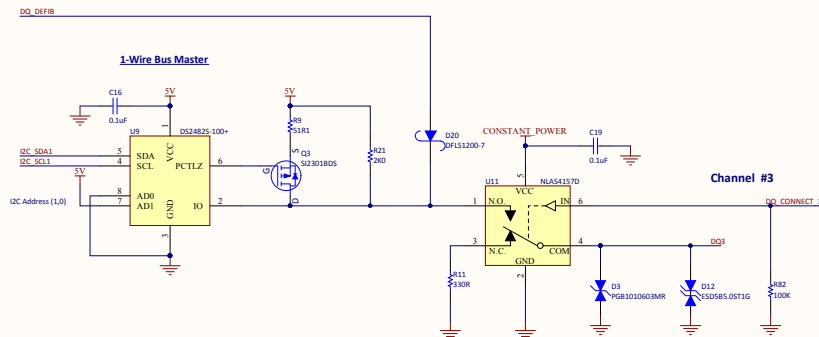 DQ_DEFIB
1-Wire Bus Master
C16
0.1uF
5V
U9
DS2482S-100+
1
VCC
I2C_SDA1
5
SDA
I2C_SCL1
4
SCL
PCTLZ
6
5V
8
AD0
I2C Address (1,0)
7
AD1
GND
IO
2
3
5V
R9
51R1
S
Q3
SI2301BDS
G
D
R21
2K0
D20
DFLS1200-7
CONSTANT_POWER
C19
0.1uF
Channel #3
5
U11
NLAS4157D
VCC
1
N.O.
IN
6
DQ_CONNECT_3
3
N.C.
COM
4
DQ3
GND
2
R11
330R
D3
PGB1010603MR
D12
ESD5B5.0ST1G
R82
100K